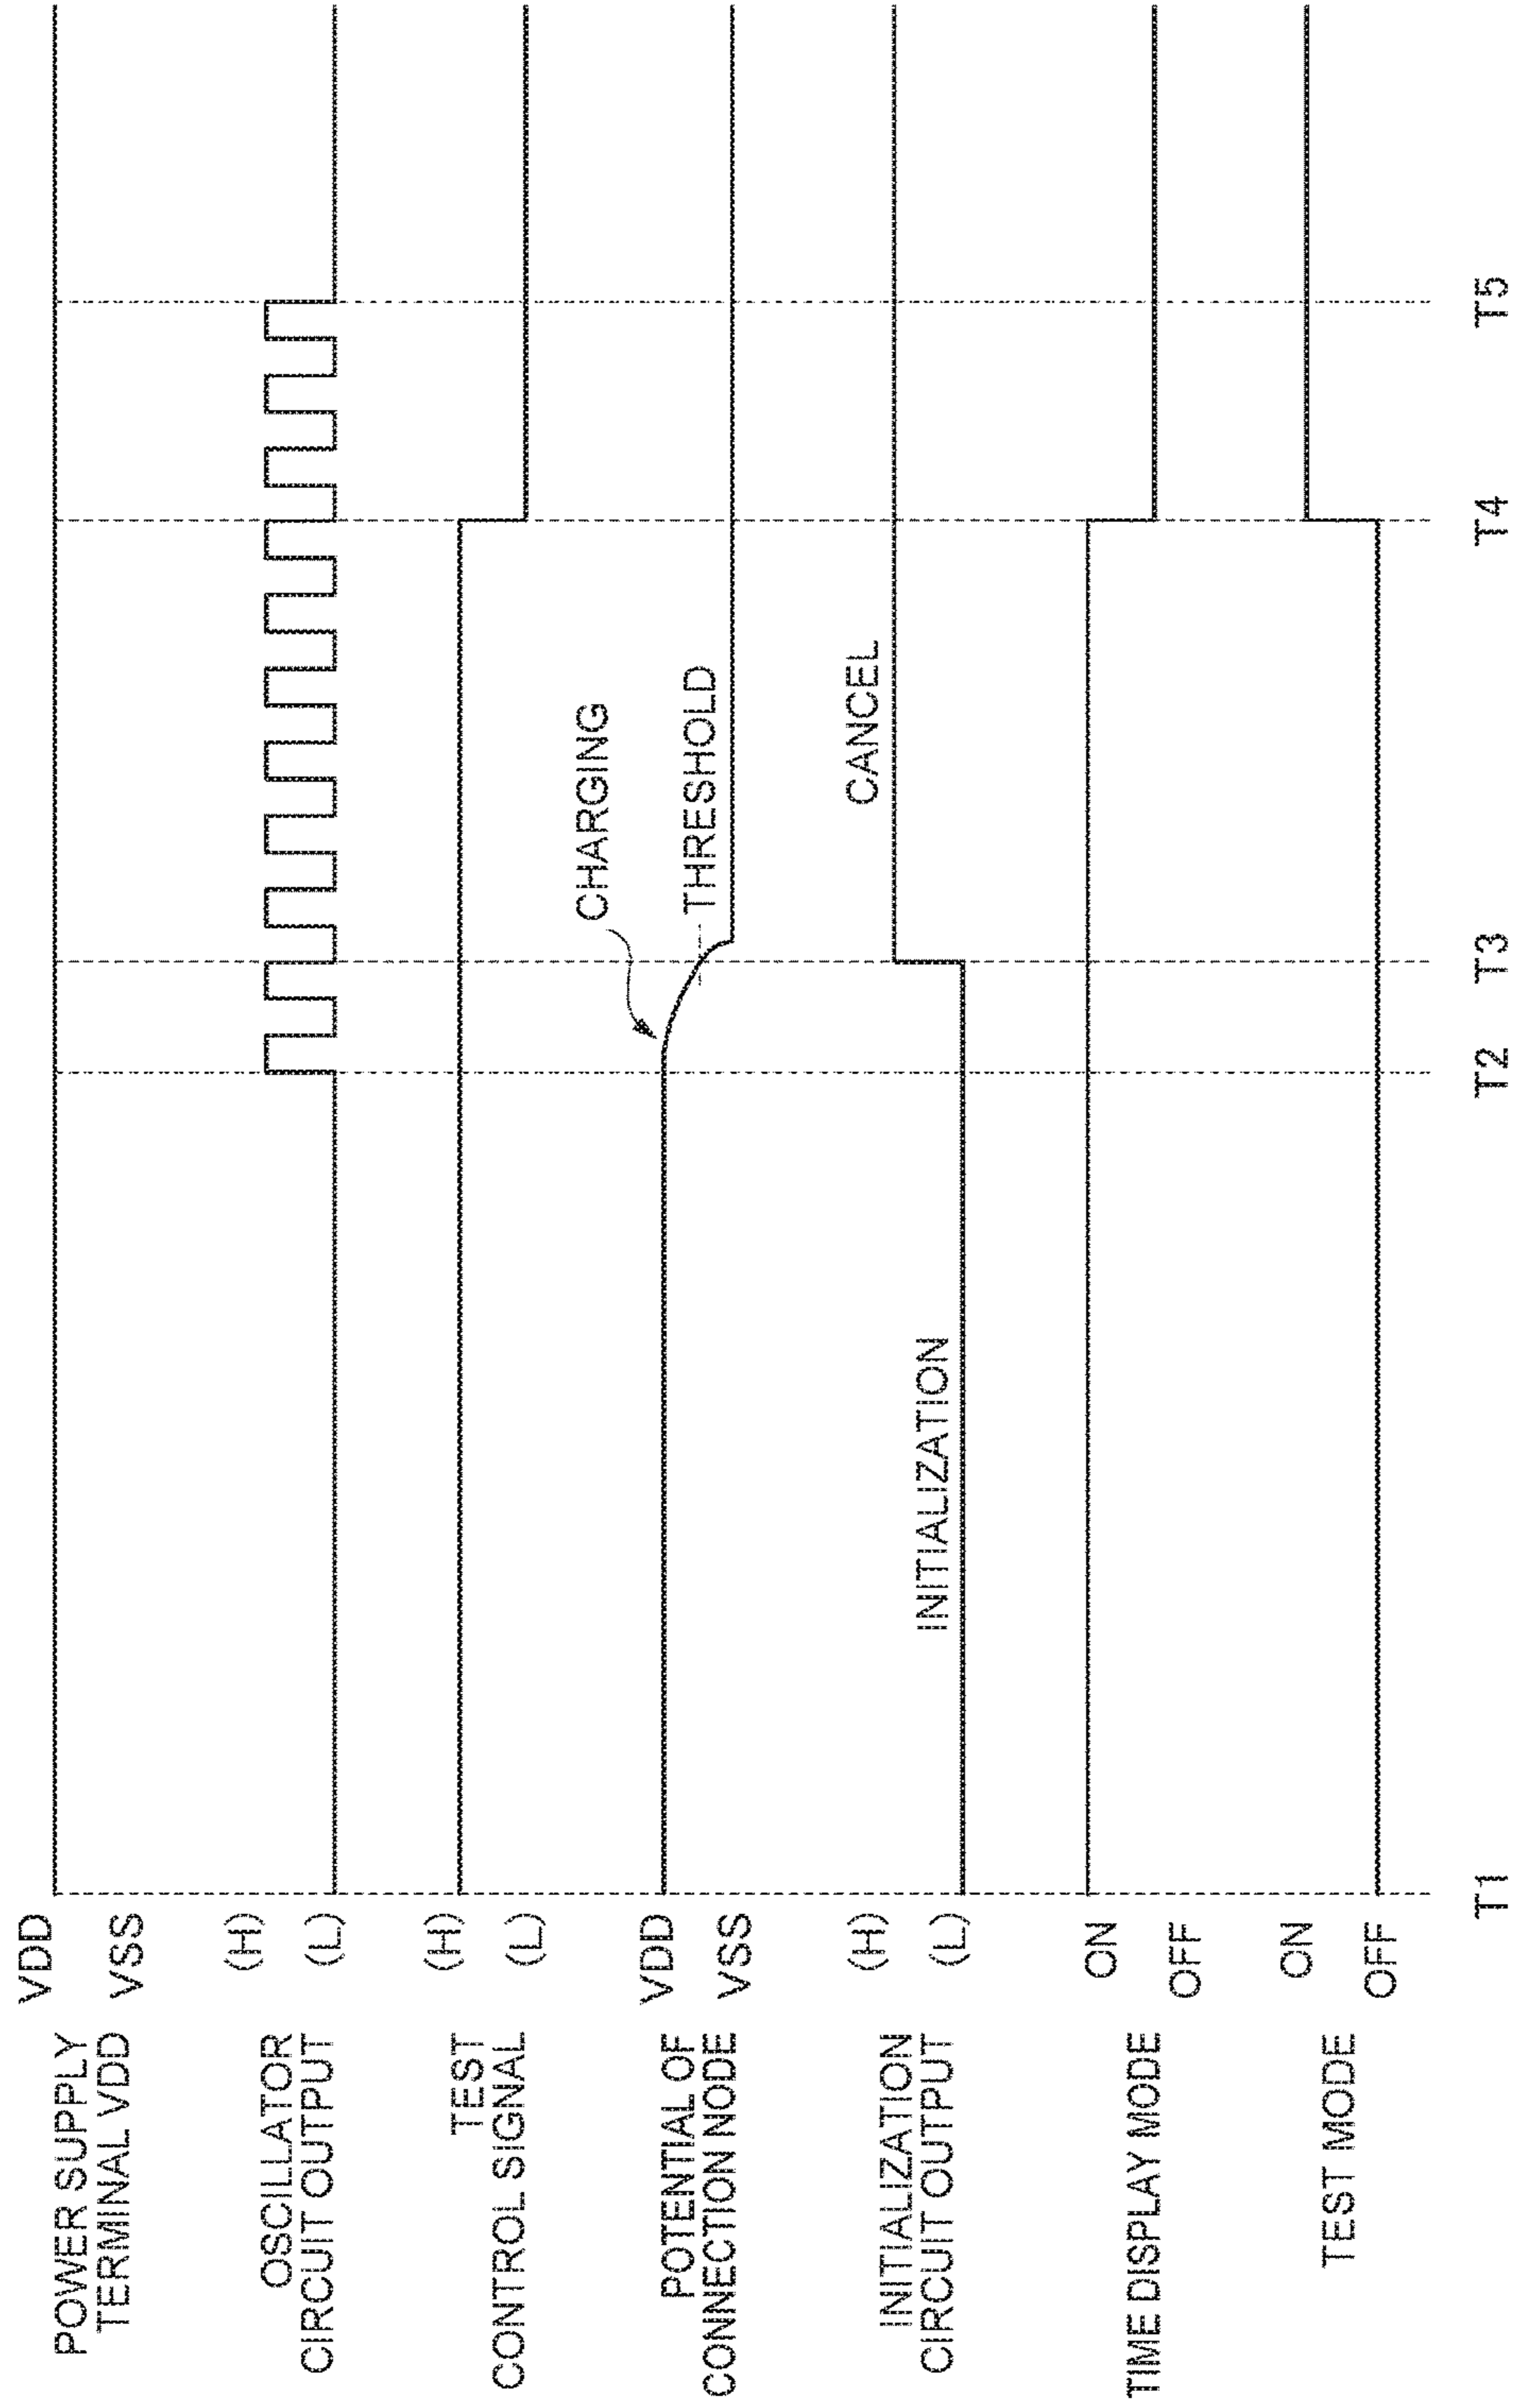 POWER SUPPLY
TERMINAL VDD
VDD
VSS
OSCILLATOR
CIRCUIT OUTPUT
(H)
(L)
TEST
CONTROL SIGNAL
(H)
(L)
POTENTIAL OF
CONNECTION NODE
VDD
VSS
CHARGING
THRESHOLD
INITIALIZATION
CIRCUIT OUTPUT
(H)
(L)
INITIALIZATION
CANCEL
TIME DISPLAY MODE
ON
OFF
TEST MODE
ON
OFF
T1
T2
T3
T4
T5